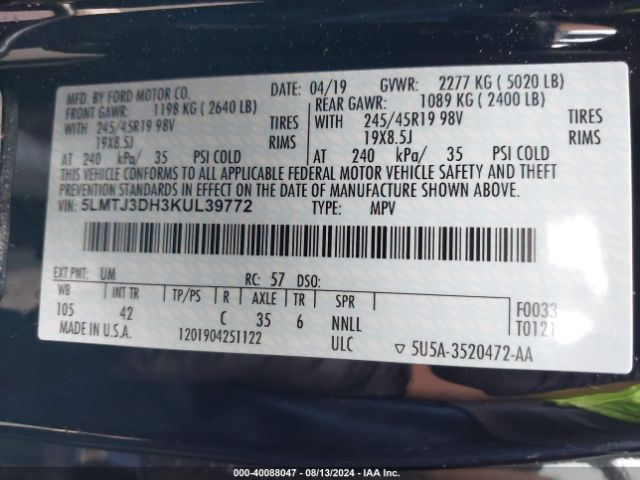 MFD. BY FORD MOTOR CO. DATE: 04/19 GVWR: 2277 KG ( 5020 LB)
FRONT GAWR: 1198 KG ( 2640 LB) REAR GAWR: 1089 KG ( 2400 LB)
WITH 245/45R19 98V TIRES WITH 245/45R19 98V TIRES
19X8.5J RIMS 19X8.5J RIMS
AT 240 kPa/ 35 PSI COLD AT 240 kPa/ 35 PSI COLD
THIS VEHICLE CONFORMS TO ALL APPLICABLE FEDERAL MOTOR VEHICLE SAFETY AND THEFT
PREVENTION STANDARDS IN EFFECT ON THE DATE OF MANUFACTURE SHOWN ABOVE.
VIN: 5LMTJ3DH3KUL39772 TYPE: MPV
EXT PNT: UM RC: 57 DSO:
WB INT TR TP/PS R AXLE TR SPR
105 42 C 35 6 NNLL F0033
MADE IN U.S.A. 1201904251122 ULC T0121
▽ 5U5A-3520472-AA
000-40088047 - 08/13/2024 - IAA Inc.